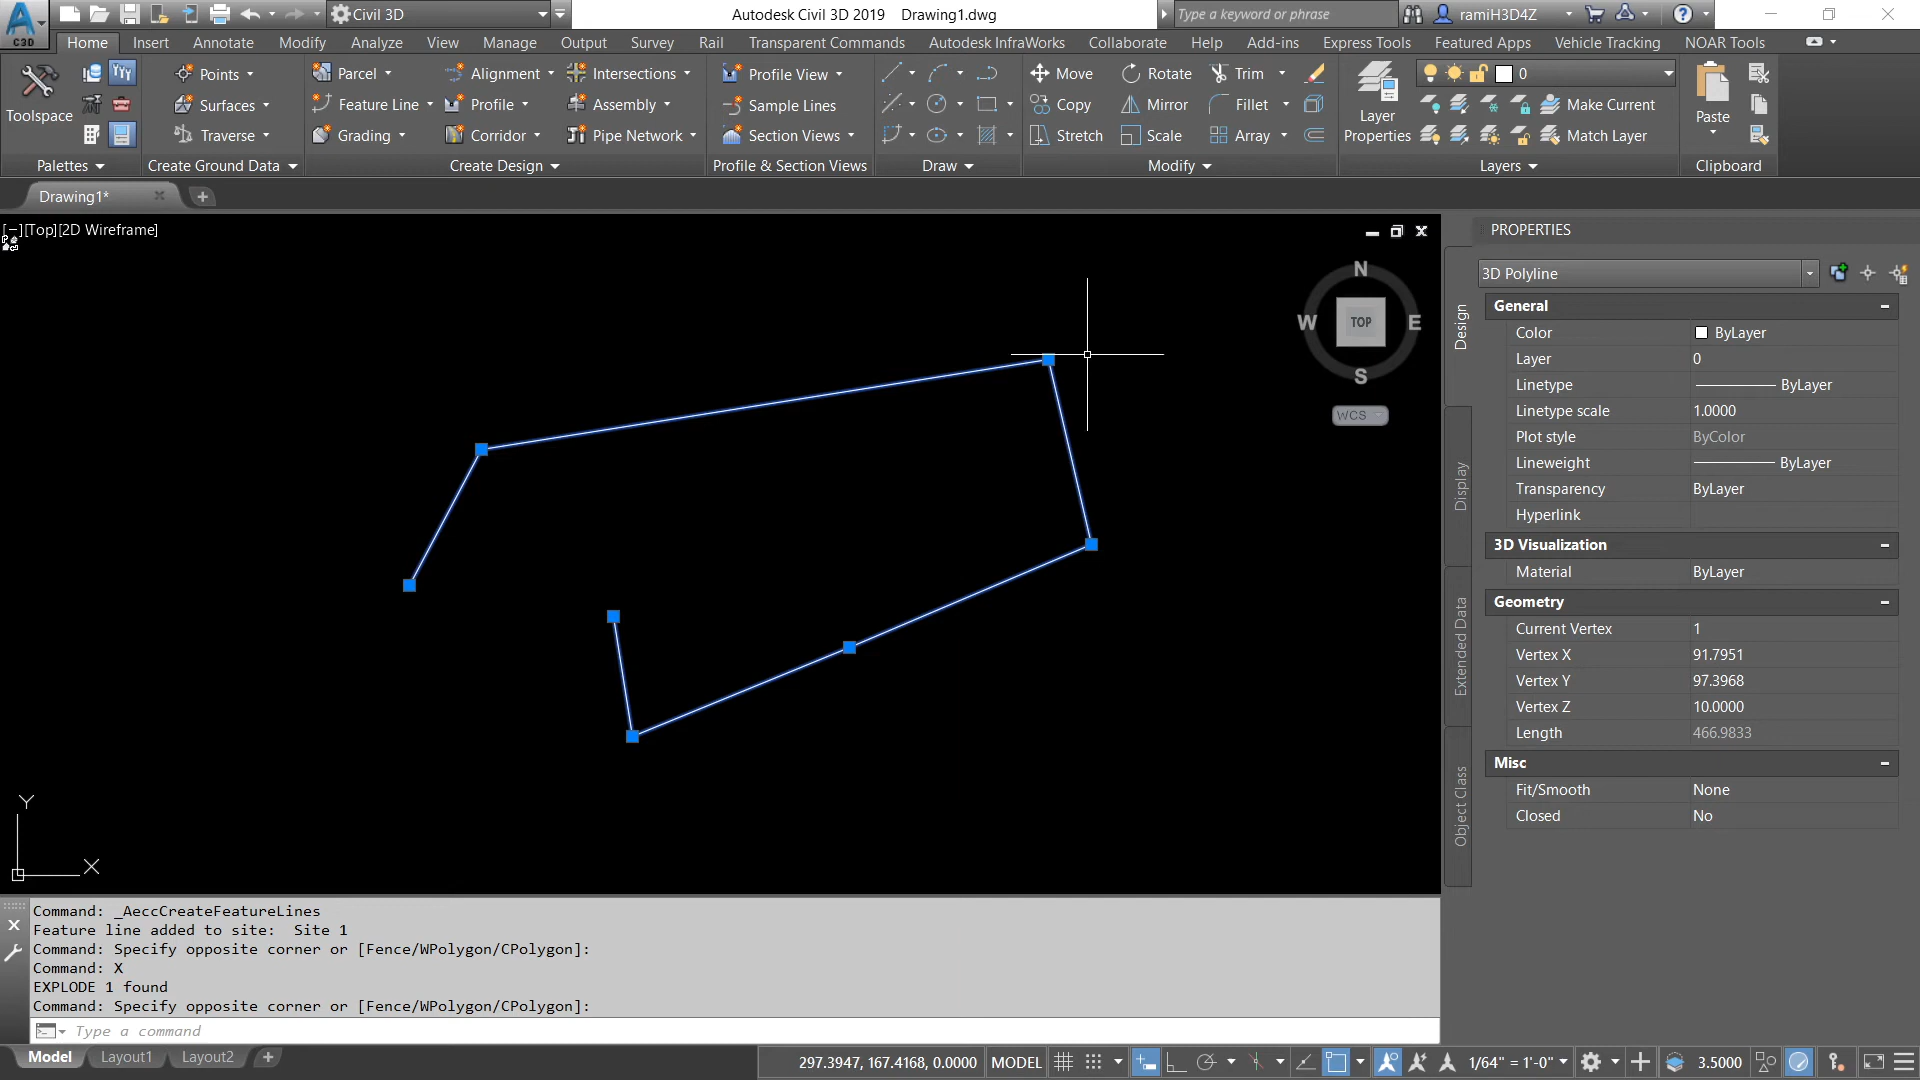 C3D
Civil 3D
Autodesk Civil 3D 2019 Drawing1.dwg
Type a keyword or phrase
ramiH3D4Z
Home Insert Annotate Modify Analyze View Manage Output Survey Rail Transparent Commands Autodesk InfraWorks Collaborate Help Add-ins Express Tools Featured Apps Vehicle Tracking NOAR Tools
Toolspace
Points
Surfaces
Traverse
Parcel
Feature Line
Grading
Alignment
Profile
Corridor
Intersections
Assembly
Pipe Network
Profile View
Sample Lines
Section Views
Move
Copy
Stretch
Rotate
Mirror
Scale
Trim
Fillet
Array
Layer
Properties
0
Make Current
Match Layer
Paste
Palettes Create Ground Data Create Design Profile & Section Views Draw Modify Layers Clipboard
Drawing1*
[−][Top][2D Wireframe]
N
W TOP E
S
WCS
Y
X
PROPERTIES
3D Polyline
Design
Display
Extended Data
Object Class
General
Color ByLayer
Layer 0
Linetype ByLayer
Linetype scale 1.0000
Plot style ByColor
Lineweight ByLayer
Transparency ByLayer
Hyperlink
3D Visualization
Material ByLayer
Geometry
Current Vertex 1
Vertex X 91.7951
Vertex Y 97.3968
Vertex Z 10.0000
Length 466.9833
Misc
Fit/Smooth None
Closed No
Command: _AeccCreateFeatureLines
Feature line added to site:  Site 1
Command: Specify opposite corner or [Fence/WPolygon/CPolygon]:
Command: X
EXPLODE 1 found
Command: Specify opposite corner or [Fence/WPolygon/CPolygon]:
Type a command
Model Layout1 Layout2
297.3947, 167.4168, 0.0000 MODEL 1/64" = 1'-0" 3.5000